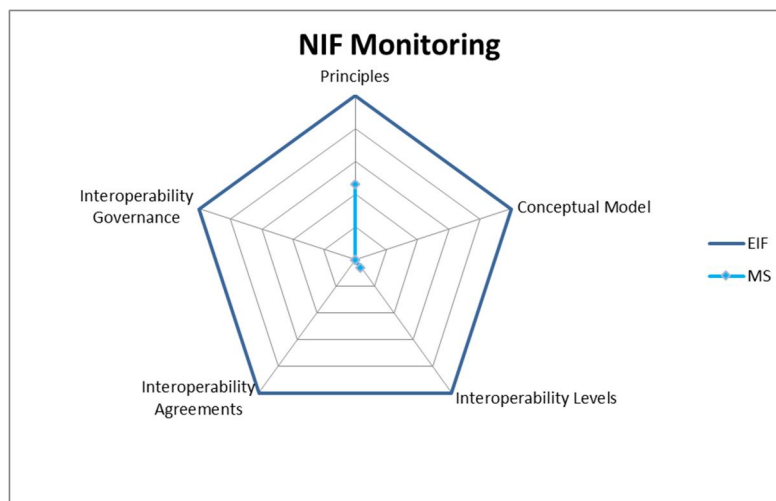 NIF Monitoring
Principles
Interoperability
Governance
Conceptual Model
EIF
MS
Interoperability
Agreements
Interoperability Levels